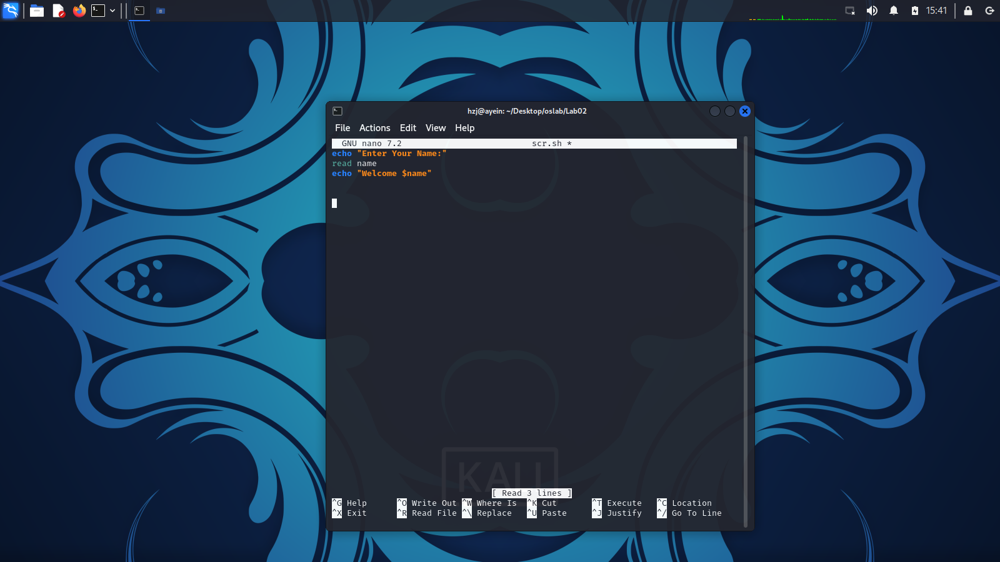 15:41
hzj@ayein: ~/Desktop/oslab/Lab02
File Actions Edit View Help
GNU nano 7.2 scr.sh *
echo "Enter Your Name:"
read name
echo "Welcome $name"
KALI
[ Read 3 lines ]
^G Help ^O Write Out ^W Where Is ^K Cut ^T Execute ^C Location
^X Exit ^R Read File ^\ Replace ^U Paste ^J Justify ^/ Go To Line